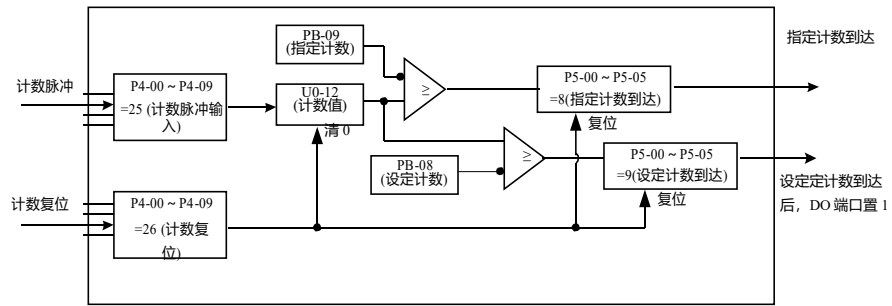 PB-09
(指定计数)
指定计数到达
计数脉冲
P4-00 ~ P4-09
=25 (计数脉冲输
入)
U0-12
(计数值)
清 0
≥
P5-00 ~ P5-05
=8(指定计数到达)
复位
≥
PB-08
(设定计数)
P5-00 ~ P5-05
=9(设定计数到达)
复位
设定定计数到达
后，DO 端口置 1
计数复位
P4-00 ~ P4-09
=26 (计数复
位)